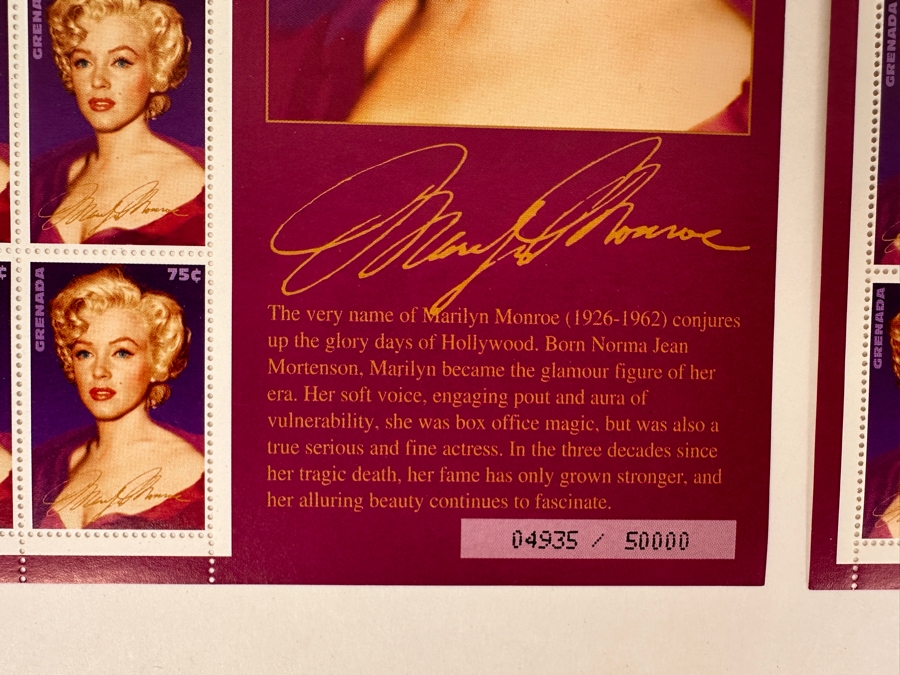 GRENADA
Marilyn Monroe
GRENADA
75¢
Marilyn Monroe
Marilyn Monroe
The very name of Marilyn Monroe (1926-1962) conjures
up the glory days of Hollywood. Born Norma Jean
Mortenson, Marilyn became the glamour figure of her
era. Her soft voice, engaging pout and aura of
vulnerability, she was box office magic, but was also a
true serious and fine actress. In the three decades since
her tragic death, her fame has only grown stronger, and
her alluring beauty continues to fascinate.
04935 / 50000
GRENADA
GRENADA